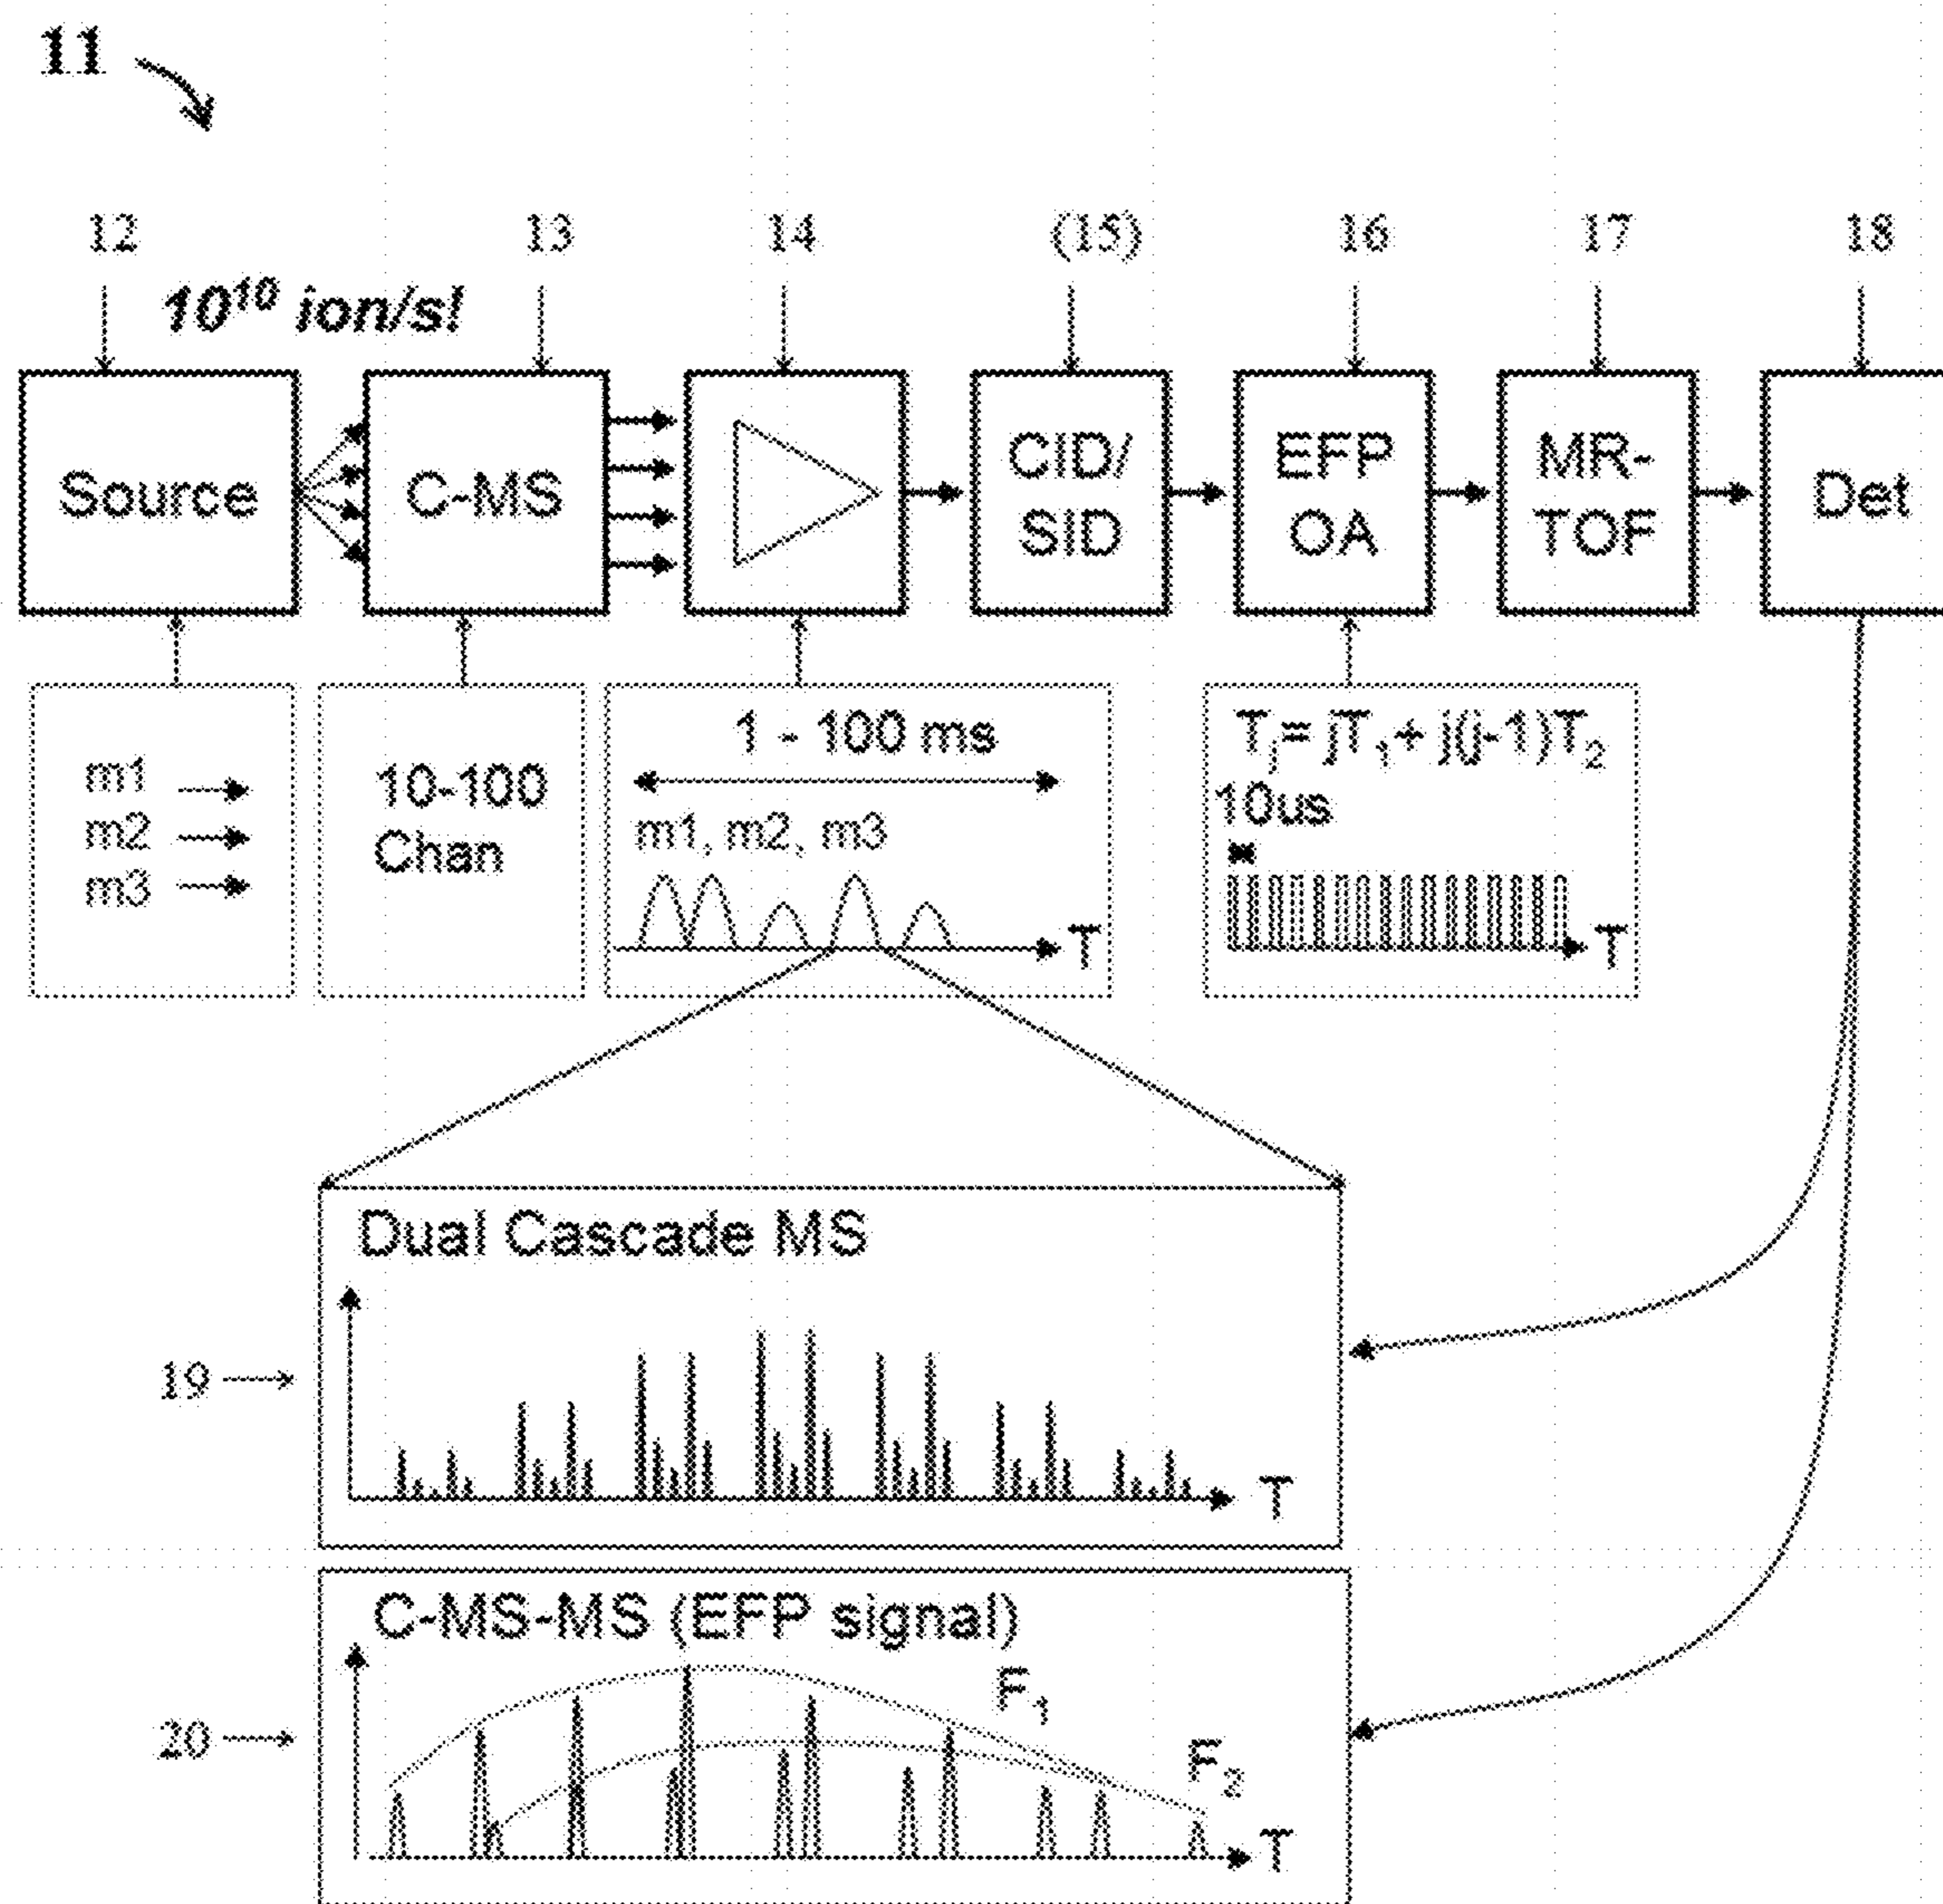 11
12
13
14
(15)
16
17
18
10¹⁰ ion/s!
Source
C-MS
CID/
SID
EFP
OA
MR-
TOF
Det
m1
m2
m3
10-100
Chan
1 - 100 ms
m1, m2, m3
T
Tⱼ= jT₁+ j(j-1)T₂
10us
T
Dual Cascade MS
19
T
C-MS-MS (EFP signal)
F₁
20
F₂
T